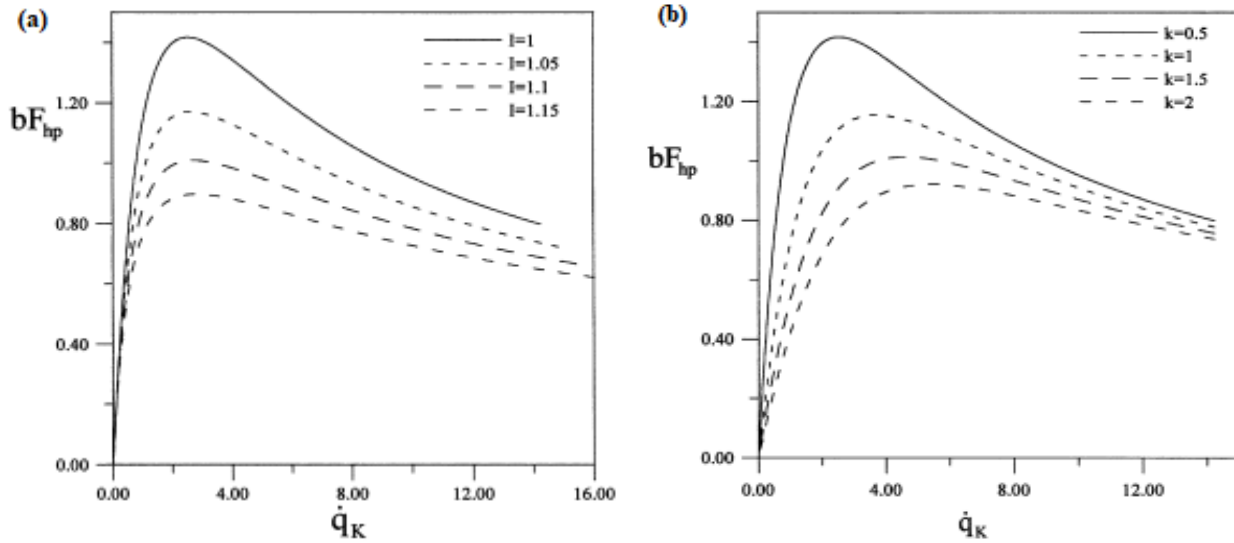 (a)
I=1
I=1.05
I=1.1
I=1.15
bF_hp
1.20
0.80
0.40
0.00
0.00 4.00 8.00 12.00 16.00
q̇_K
(b)
k=0.5
k=1
k=1.5
k=2
bF_hp
1.20
0.80
0.40
0.00
0.00 4.00 8.00 12.00
q̇_K